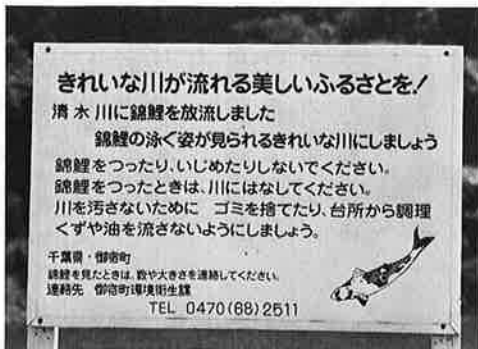 きれいな川が流れる美しいふるさとを!
清水川に錦鯉を放流しました
錦鯉の泳ぐ姿が見られるきれいな川にしましょう
錦鯉をつったり、いじめたりしないでください。
錦鯉をつったときは、川にはなしてください。
川を汚さないために ゴミを捨てたり、台所から調理
くずや油を流さないようにしましょう。
千葉県・御宿町
錦鯉を見たときは、数や大きさを連絡してください。
連絡先 御宿町環境衛生課
TEL 0470(68)2511